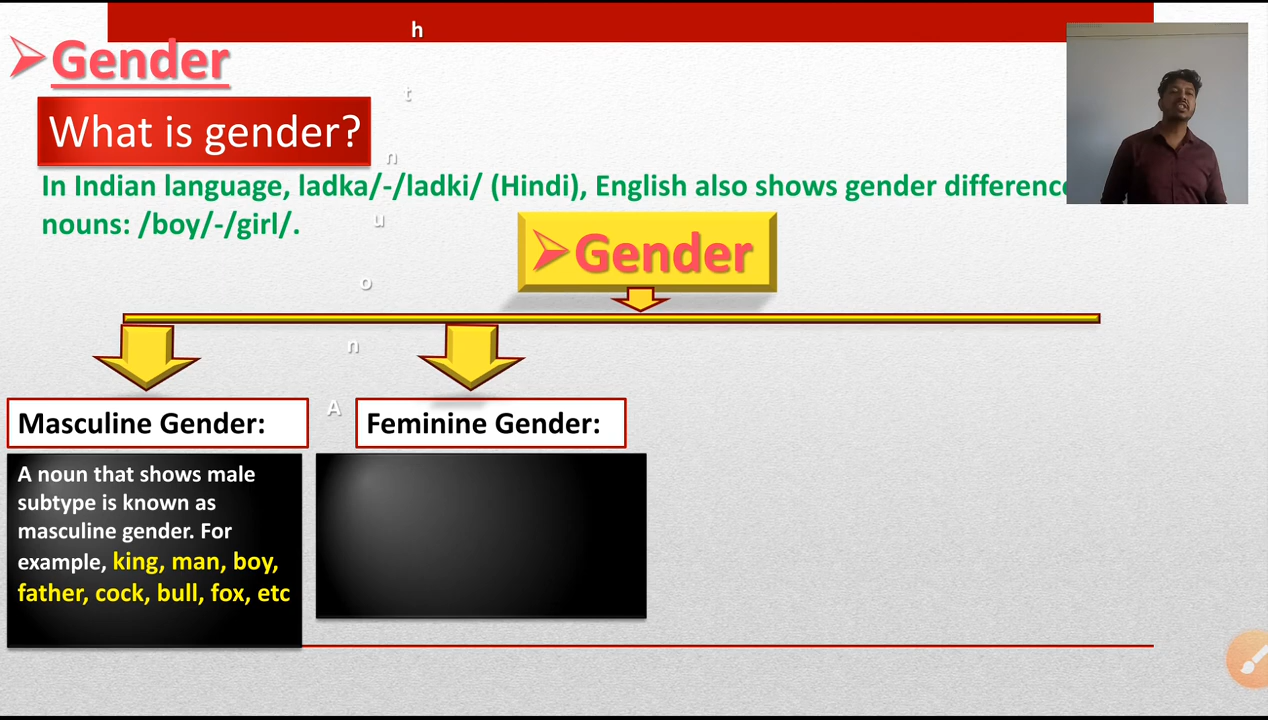 Gender
What is gender?
In Indian language, ladka/-/ladki/ (Hindi), English also shows gender
nouns: /boy/-/girl/.
Gender
Masculine Gender:
Feminine Gender:
A noun that shows male
subtype is known as
masculine gender. For
example, king, man, boy,
father, cock, bull, fox, etc
A
n
o
u
n
t
h